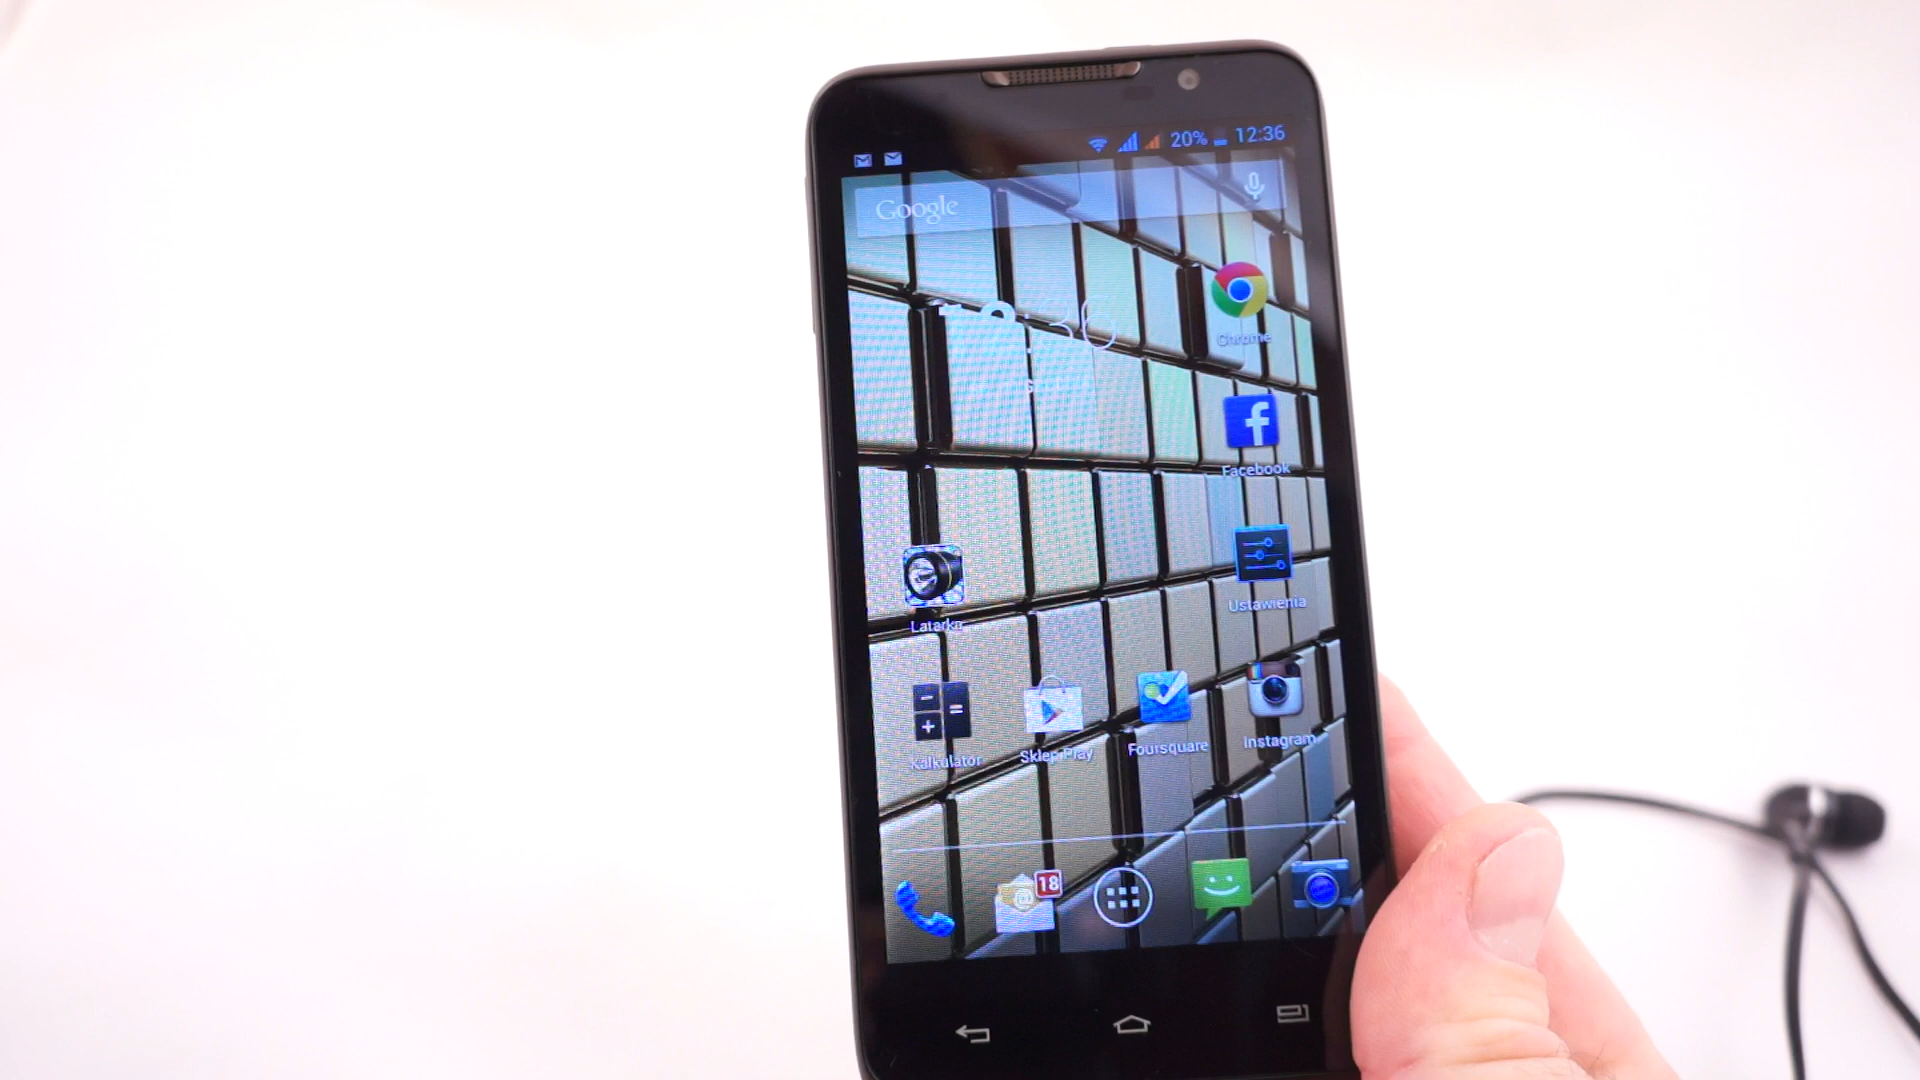 20% 12:36
Google
Chrome
Facebook
Ustawienia
Latarka
Kalkulator
Sklep Play
Foursquare
Instagram
18